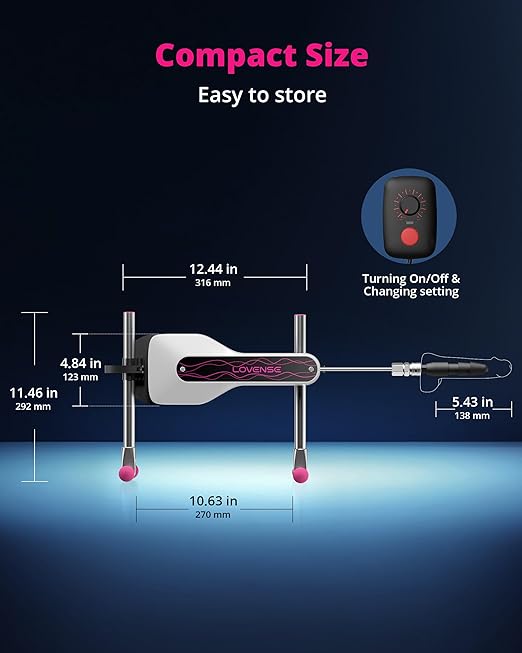 Compact Size
Easy to store
Turning On/Off &
Changing setting
12.44 in
316 mm
4.84 in
123 mm
11.46 in
292 mm
LOVENSE
5.43 in
138 mm
10.63 in
270 mm